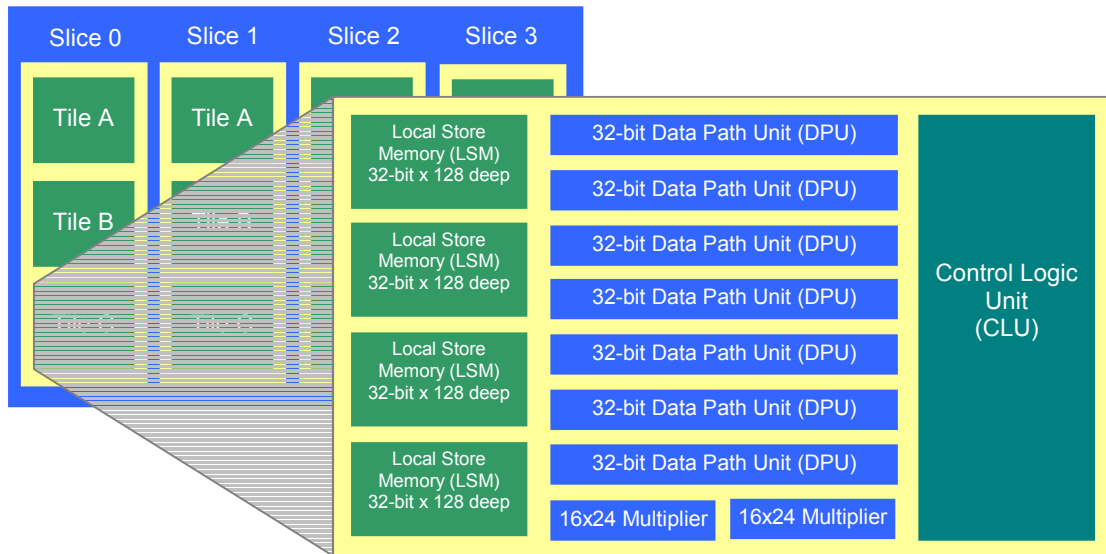 Slice 0
Slice 1
Slice 2
Slice 3
Tile A
Tile A
Tile B
Tile B
Tile C
Tile C
Local Store
Memory (LSM)
32-bit x 128 deep
Local Store
Memory (LSM)
32-bit x 128 deep
Local Store
Memory (LSM)
32-bit x 128 deep
Local Store
Memory (LSM)
32-bit x 128 deep
32-bit Data Path Unit (DPU)
32-bit Data Path Unit (DPU)
32-bit Data Path Unit (DPU)
32-bit Data Path Unit (DPU)
32-bit Data Path Unit (DPU)
32-bit Data Path Unit (DPU)
32-bit Data Path Unit (DPU)
16x24 Multiplier
16x24 Multiplier
Control Logic
Unit
(CLU)